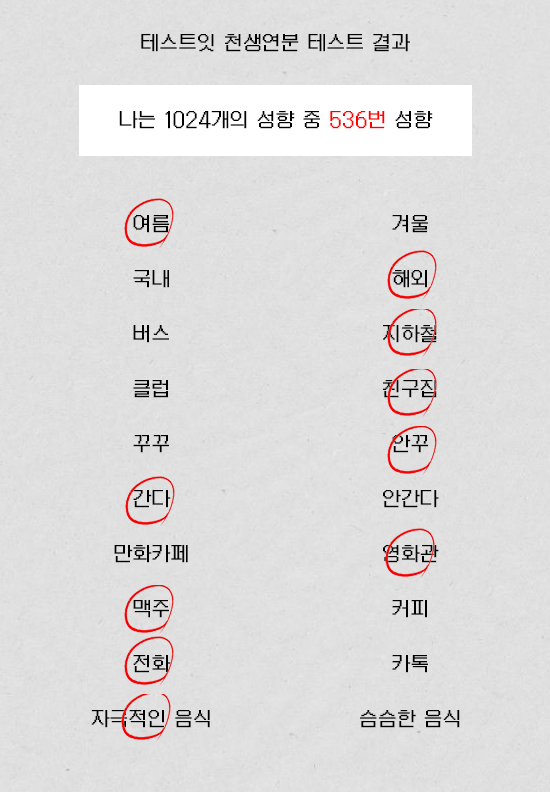 테스트잇 천생연분 테스트 결과
나는 1024개의 성향 중 536번 성향
여름 겨울
국내 해외
버스 지하철
클럽 친구집
꾸꾸 안꾸
간다 안간다
만화카페 영화관
맥주 커피
전화 카톡
자극적인 음식 슴슴한 음식